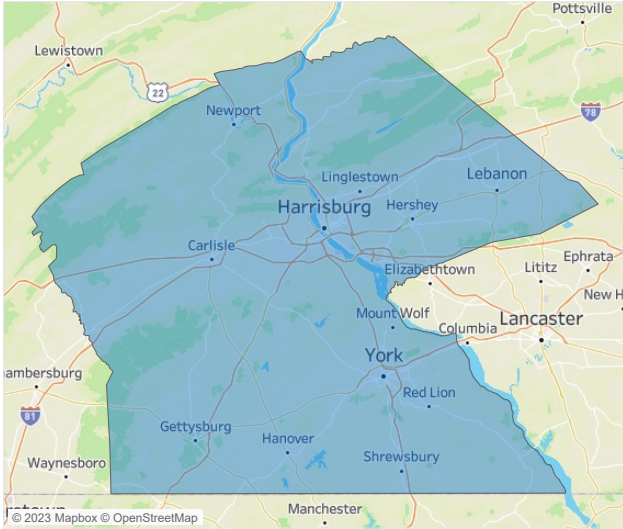 Pottsville
Lewistown
22
78
Newport
Linglestown
Lebanon
Harrisburg
Hershey
Carlisle
Ephrata
Elizabethtown
Lititz
New H
Mount Wolf
Lancaster
Columbia
York
ambersburg
Red Lion
81
Gettysburg
Hanover
Shrewsbury
Waynesboro
Manchester
© 2023 Mapbox © OpenStreetMap